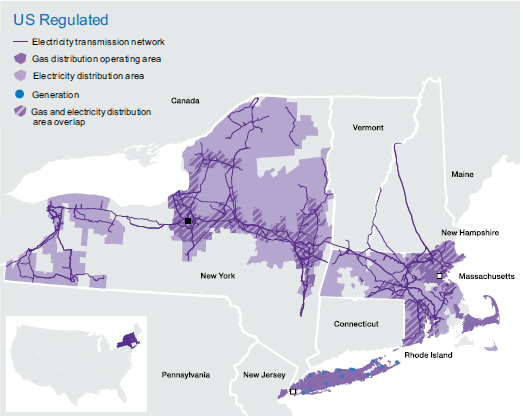 US Regulated
Electricity transmission network
Gas distribution operating area
Electricity distribution area
Generation
Gas and electricity distribution
area overlap
Canada
Vermont
Maine
New Hampshire
New York
Massachusetts
Connecticut
Rhode Island
Pennsylvania
New Jersey